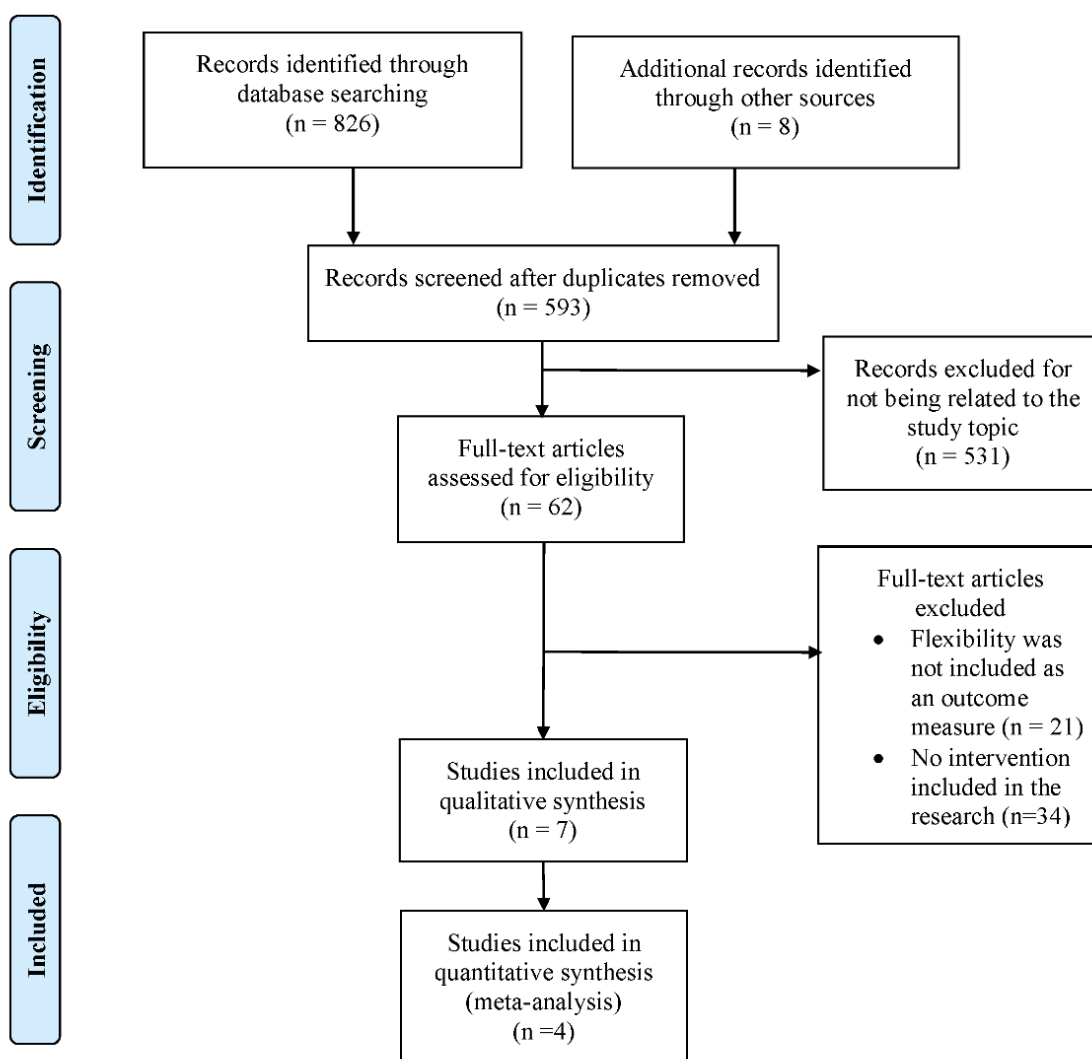 Identification
Records identified through
database searching
(n = 826)
Additional records identified
through other sources
(n = 8)
Screening
Records screened after duplicates removed
(n = 593)
Records excluded for
not being related to the
study topic
(n = 531)
Full-text articles
assessed for eligibility
(n = 62)
Eligibility
Full-text articles
excluded
• Flexibility was
not included as
an outcome
measure (n = 21)
• No intervention
included in the
research (n=34)
Studies included in
qualitative synthesis
(n = 7)
Included
Studies included in
quantitative synthesis
(meta-analysis)
(n =4)